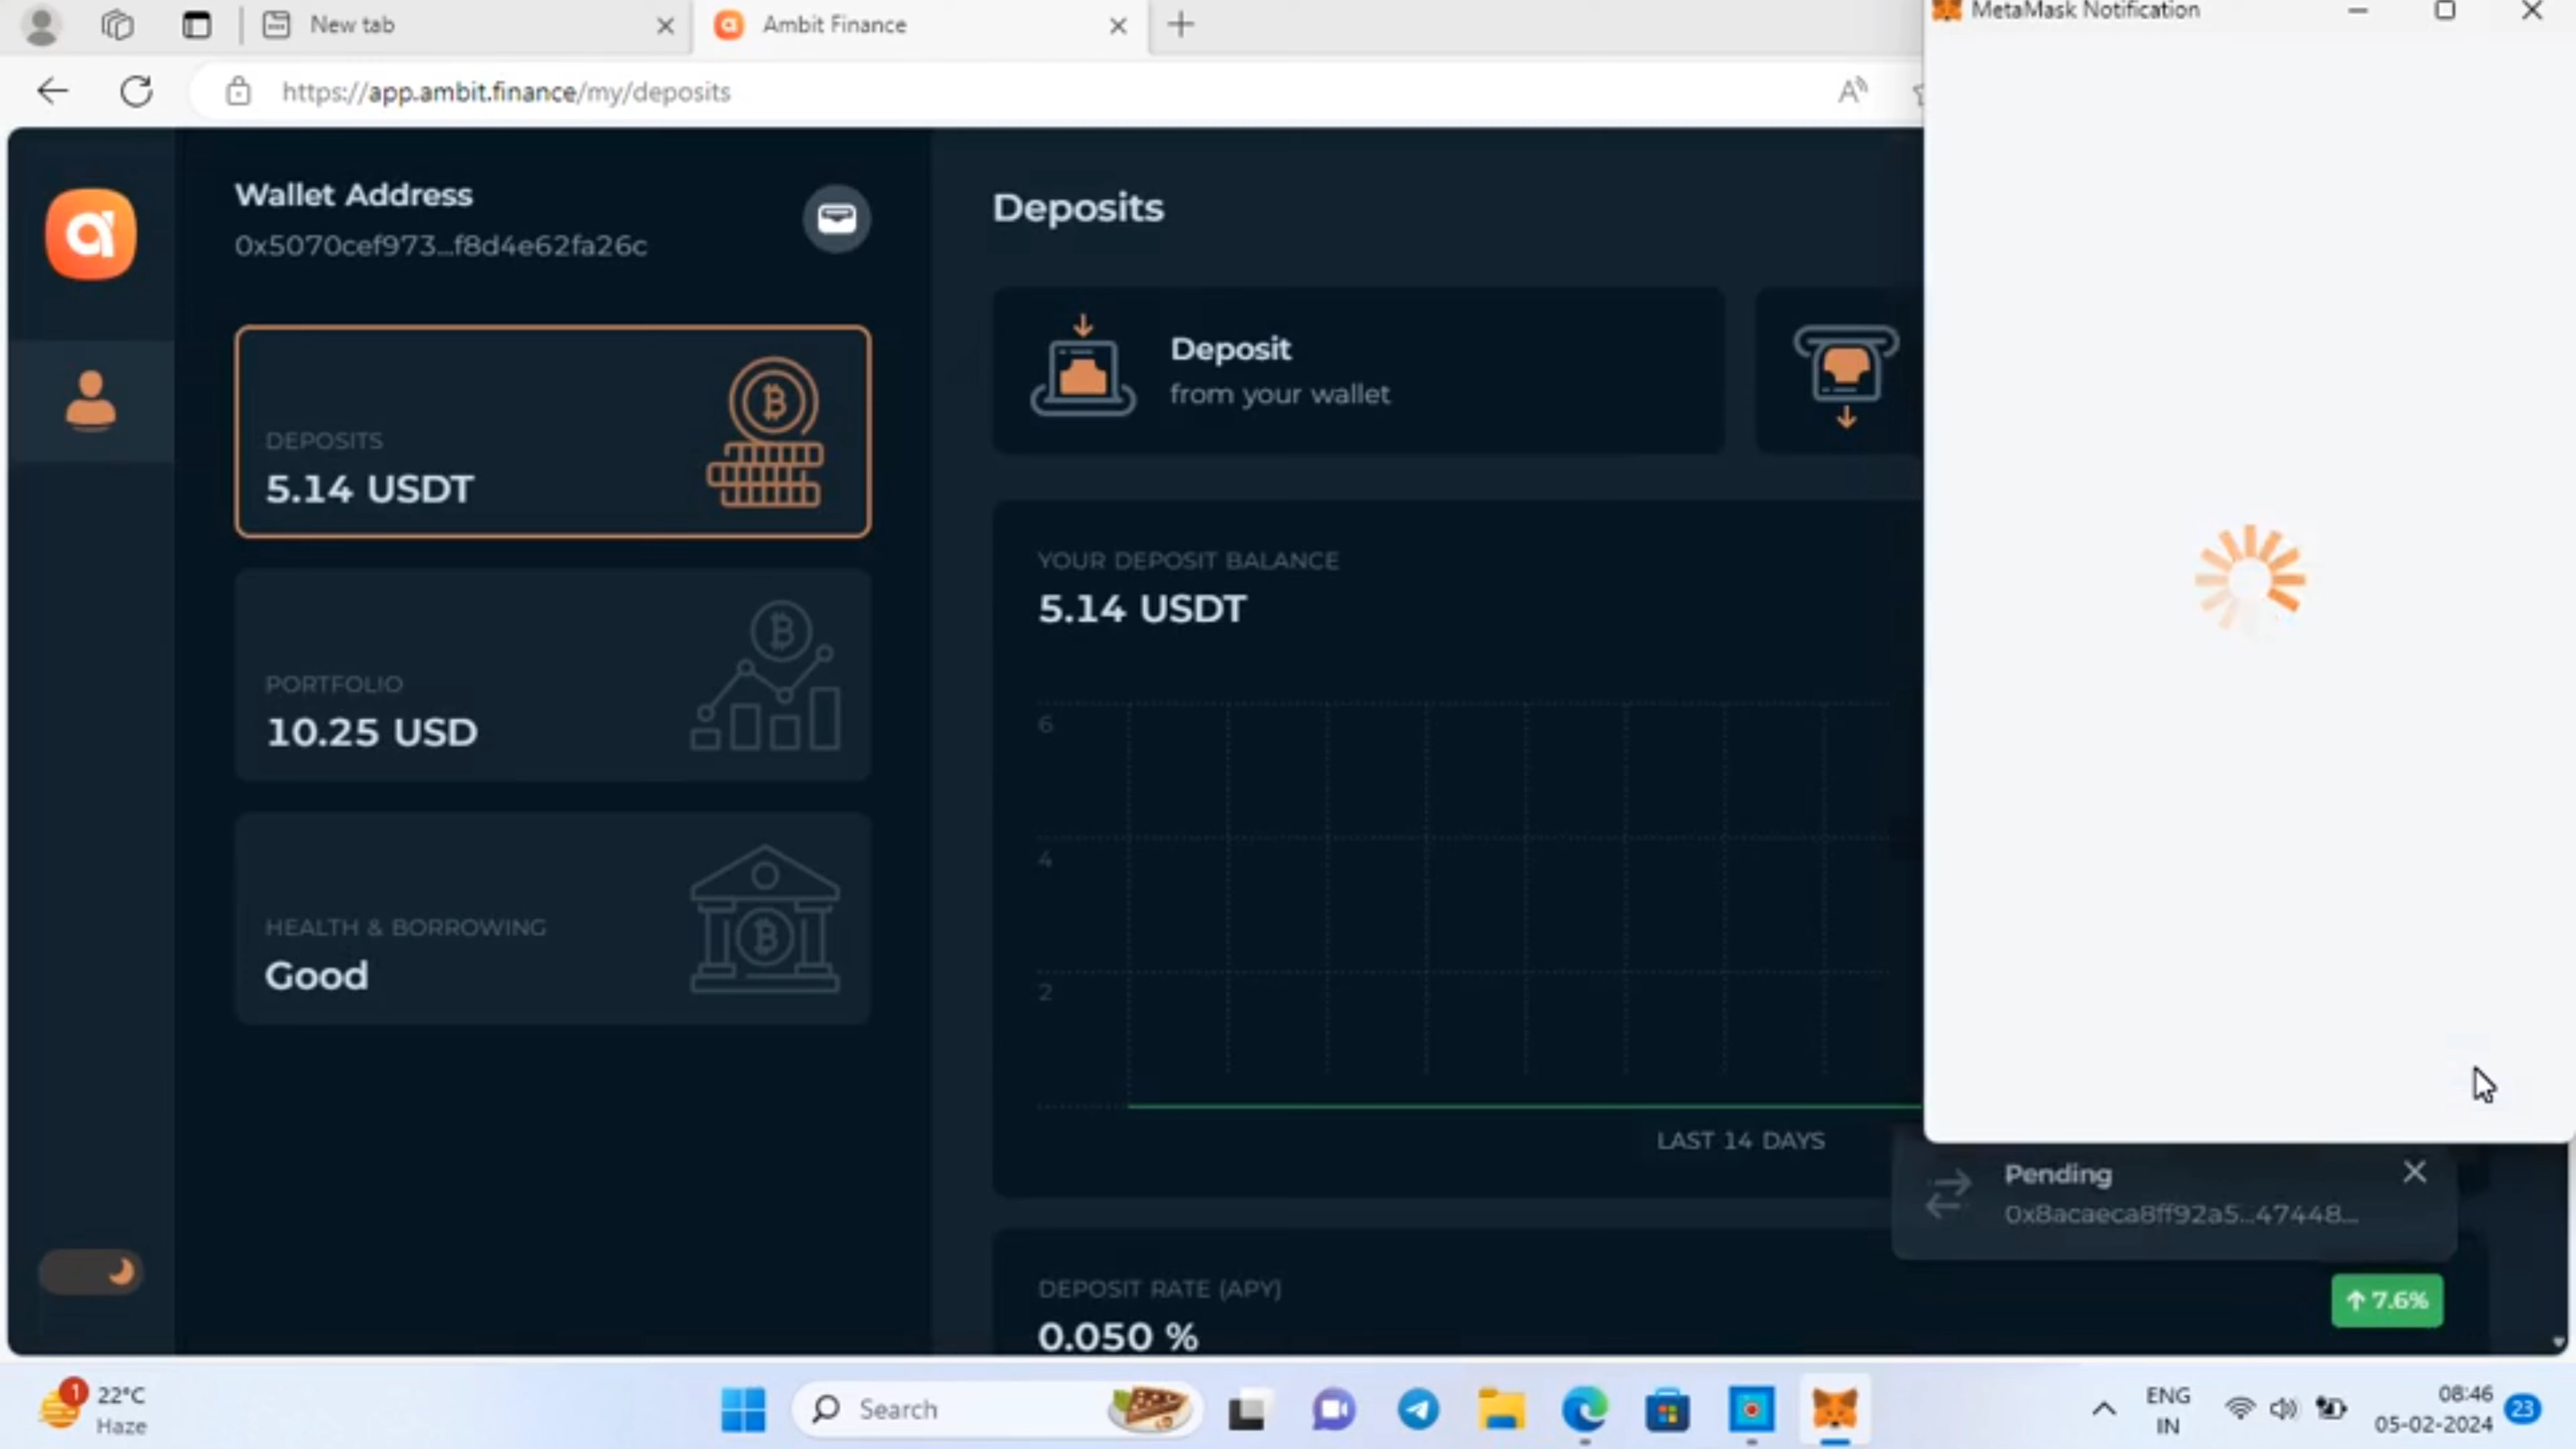 New tab
Ambit Finance
MetaMask Notification
https://app.ambit.finance/my/deposits
Wallet Address
0x5070cef973...f8d4e62fa26c
DEPOSITS
5.14 USDT
PORTFOLIO
10.25 USD
HEALTH & BORROWING
Good
Deposits
Deposit
from your wallet
YOUR DEPOSIT BALANCE
5.14 USDT
6
4
2
LAST 14 DAYS
Pending
0x8acaeca8ff92a5...47448...
DEPOSIT RATE (APY)
0.050 %
7.6%
1
22°C
Haze
Search
ENG
IN
08:46
05-02-2024
23